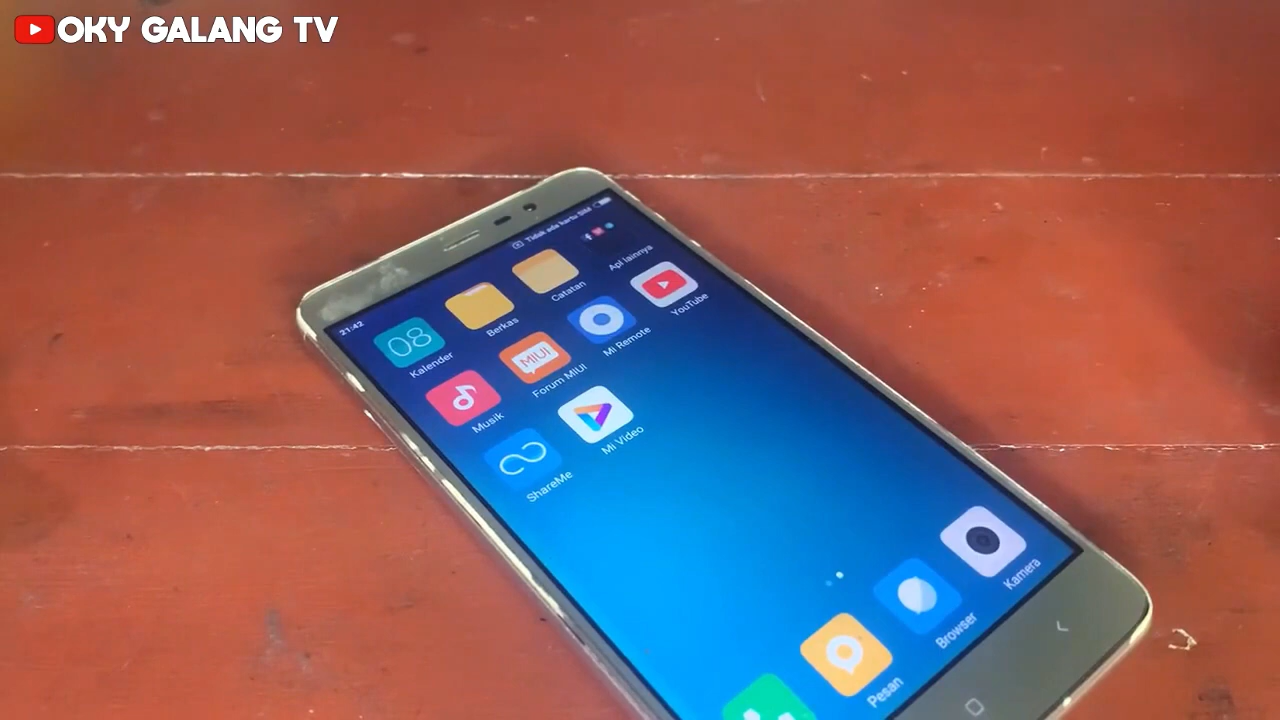 OKY GALANG TV
Tidak ada kartu SIM
21:42
08
Kalender
Berkas
Catatan
Api lainnya
Musik
MIUI
Forum MIUI
Mi Remote
YouTube
ShareMe
Mi Video
Pesan
Browser
Kamera